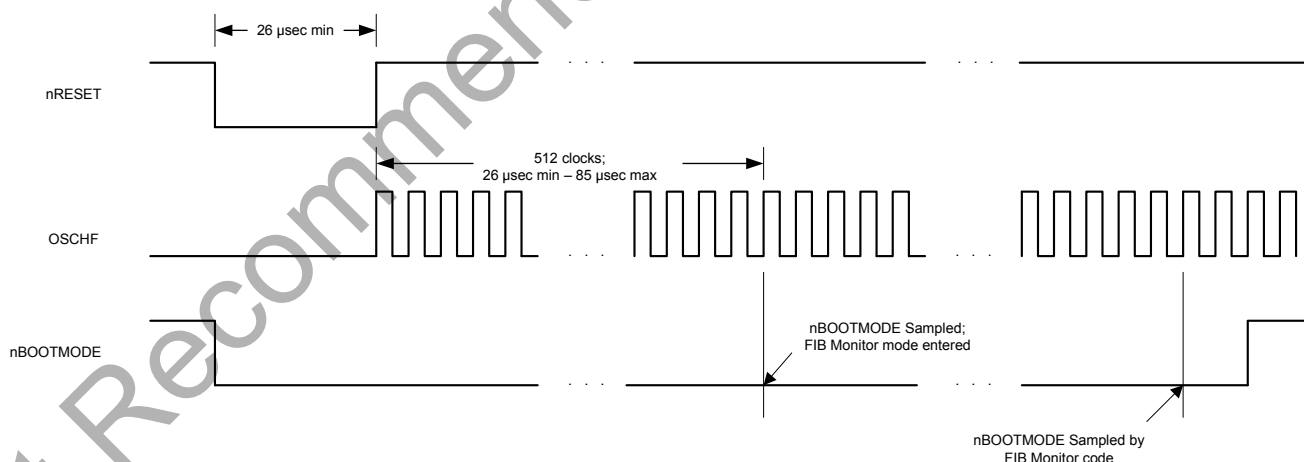 26 µsec min
nRESET
512 clocks;
26 µsec min – 85 µsec max
OSCHF
nBOOTMODE
nBOOTMODE Sampled;
FIB Monitor mode entered
nBOOTMODE Sampled by
FIB Monitor code
Recommen